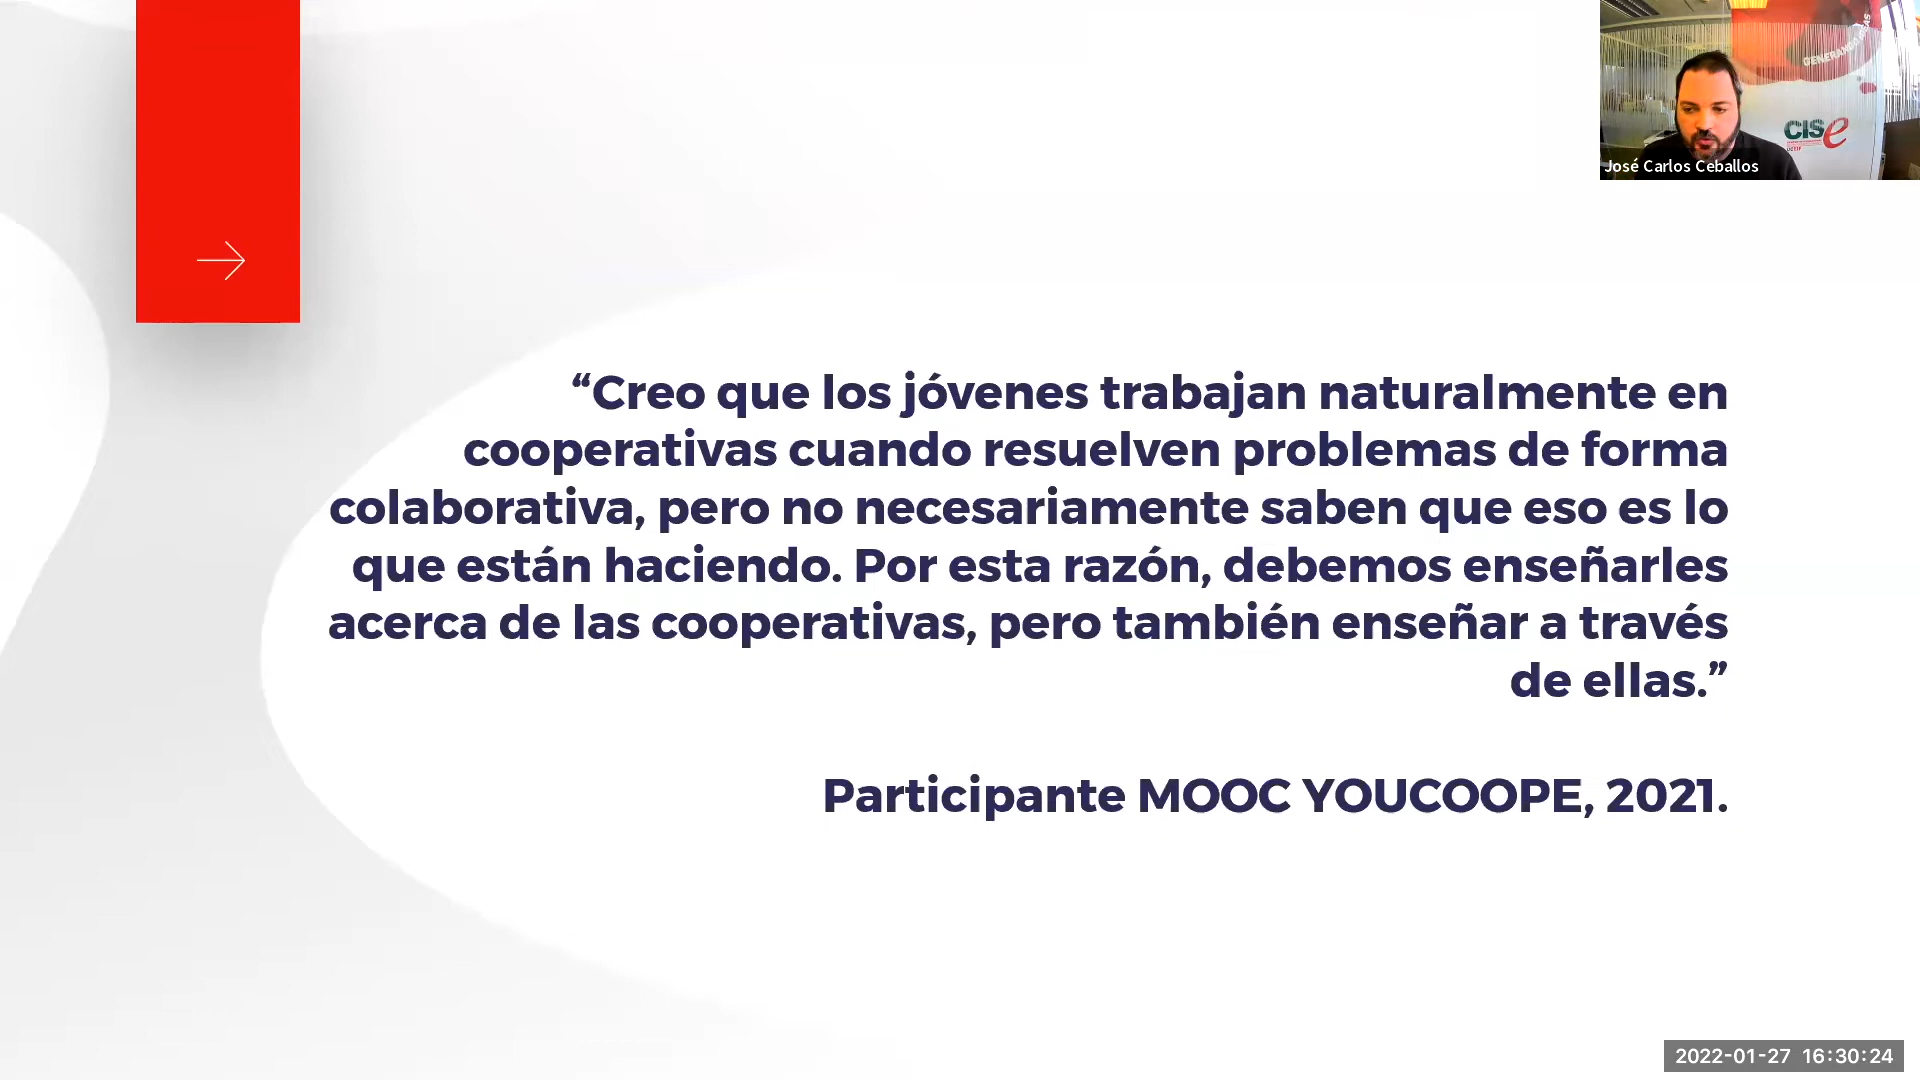 “Creo que los jóvenes trabajan naturalmente en
cooperativas cuando resuelven problemas de forma
colaborativa, pero no necesariamente saben que eso es lo
que están haciendo. Por esta razón, debemos enseñarles
acerca de las cooperativas, pero también enseñar a través
de ellas.”
Participante MOOC YOUCOOPE, 2021.
GENERANDO
CISe
José Carlos Ceballos
2022-01-27 16:30:24